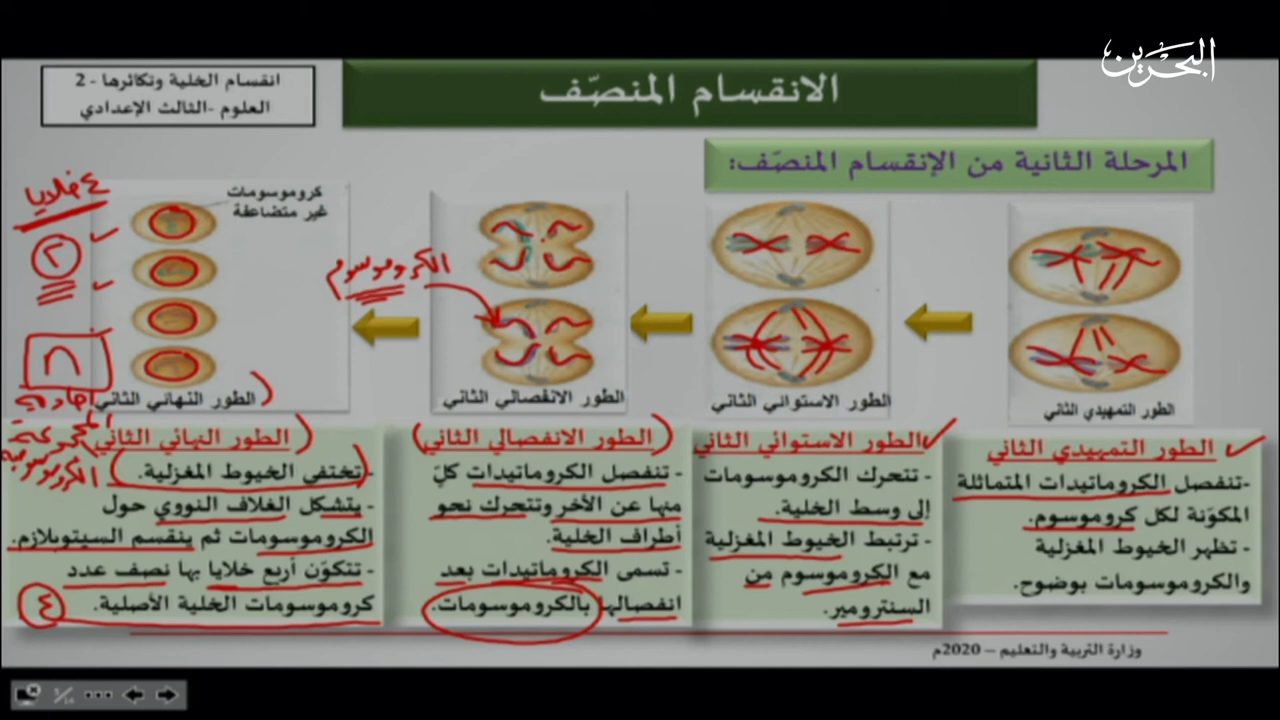 البحرين
الانقسام المنصّف
انقسام الخلية وتكاثرها - 2
العلوم -الثالث الإعدادي
المرحلة الثانية من الإنقسام المنصّف:
كروموسومات
غير متضاعفة
٤ خلايا
٢
n
أحادية
المجموعة
الكروموسومية
الكروموسوم
الطور التمهيدي الثاني
الطور الاستوائي الثاني
الطور الانفصالي الثاني
الطور النهائي الثاني
الطور التمهيدي الثاني
-تنفصل الكروماتيدات المتماثلة
المكوّنة لكل كروموسوم.
- تظهر الخيوط المغزلية
والكروموسومات بوضوح.
الطور الاستوائي الثاني
- تتحرك الكروموسومات
إلى وسط الخلية.
- ترتبط الخيوط المغزلية
مع الكروموسوم من
السنترومير.
(الطور الانفصالي الثاني)
- تنفصل الكروماتيدات كلّ
منها عن الأخر وتتحرك نحو
أطراف الخلية.
- تسمى الكروماتيدات بعد
انفصالها بالكروموسومات.
(الطور النهائي الثاني)
-تختفي الخيوط المغزلية.
- يتشكل الغلاف النووي حول
الكروموسومات ثم ينقسم السيتوبلازم.
- تتكوّن أربع خلايا بها نصف عدد
كروموسومات الخلية الأصلية.
٤
وزارة التربية والتعليم – 2020م